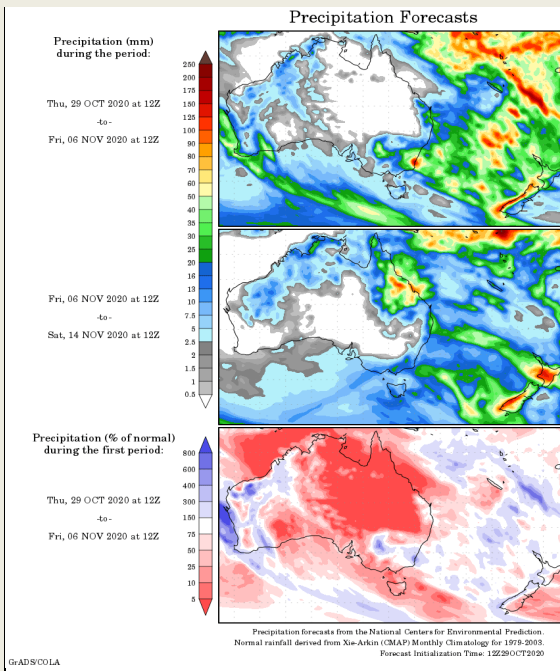 Precipitation Forecasts
Precipitation (mm)
during the period:
Thu, 29 OCT 2020 at 12Z
-to-
Fri, 06 NOV 2020 at 12Z
250
200
175
150
125
100
90
80
70
60
50
40
35
30
25
20
16
13
10
7.5
5
2.5
2
1.5
1
0.5
Fri, 06 NOV 2020 at 12Z
-to-
Sat, 14 NOV 2020 at 12Z
Precipitation (% of normal)
during the first period:
Thu, 29 OCT 2020 at 12Z
-to-
Fri, 06 NOV 2020 at 12Z
800
600
400
300
150
75
50
25
10
5
Precipitation forecasts from the National Centers for Environmental Prediction.
Normal rainfall derived from Xie-Arkin (CMAP) Monthly Climatology for 1979-2003.
Forecast Initialization Time: 12Z29OCT2020
GrADS/COLA